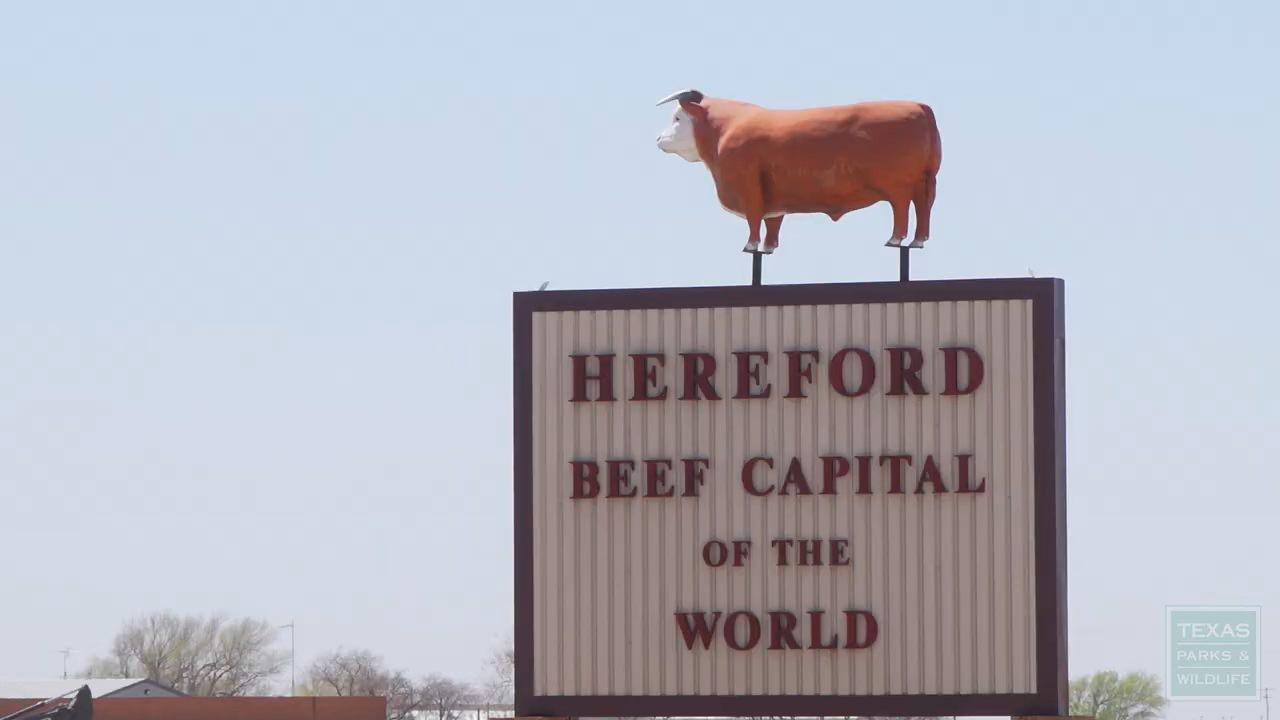 HEREFORD
BEEF CAPITAL
OF THE
WORLD
TEXAS
PARKS &
WILDLIFE